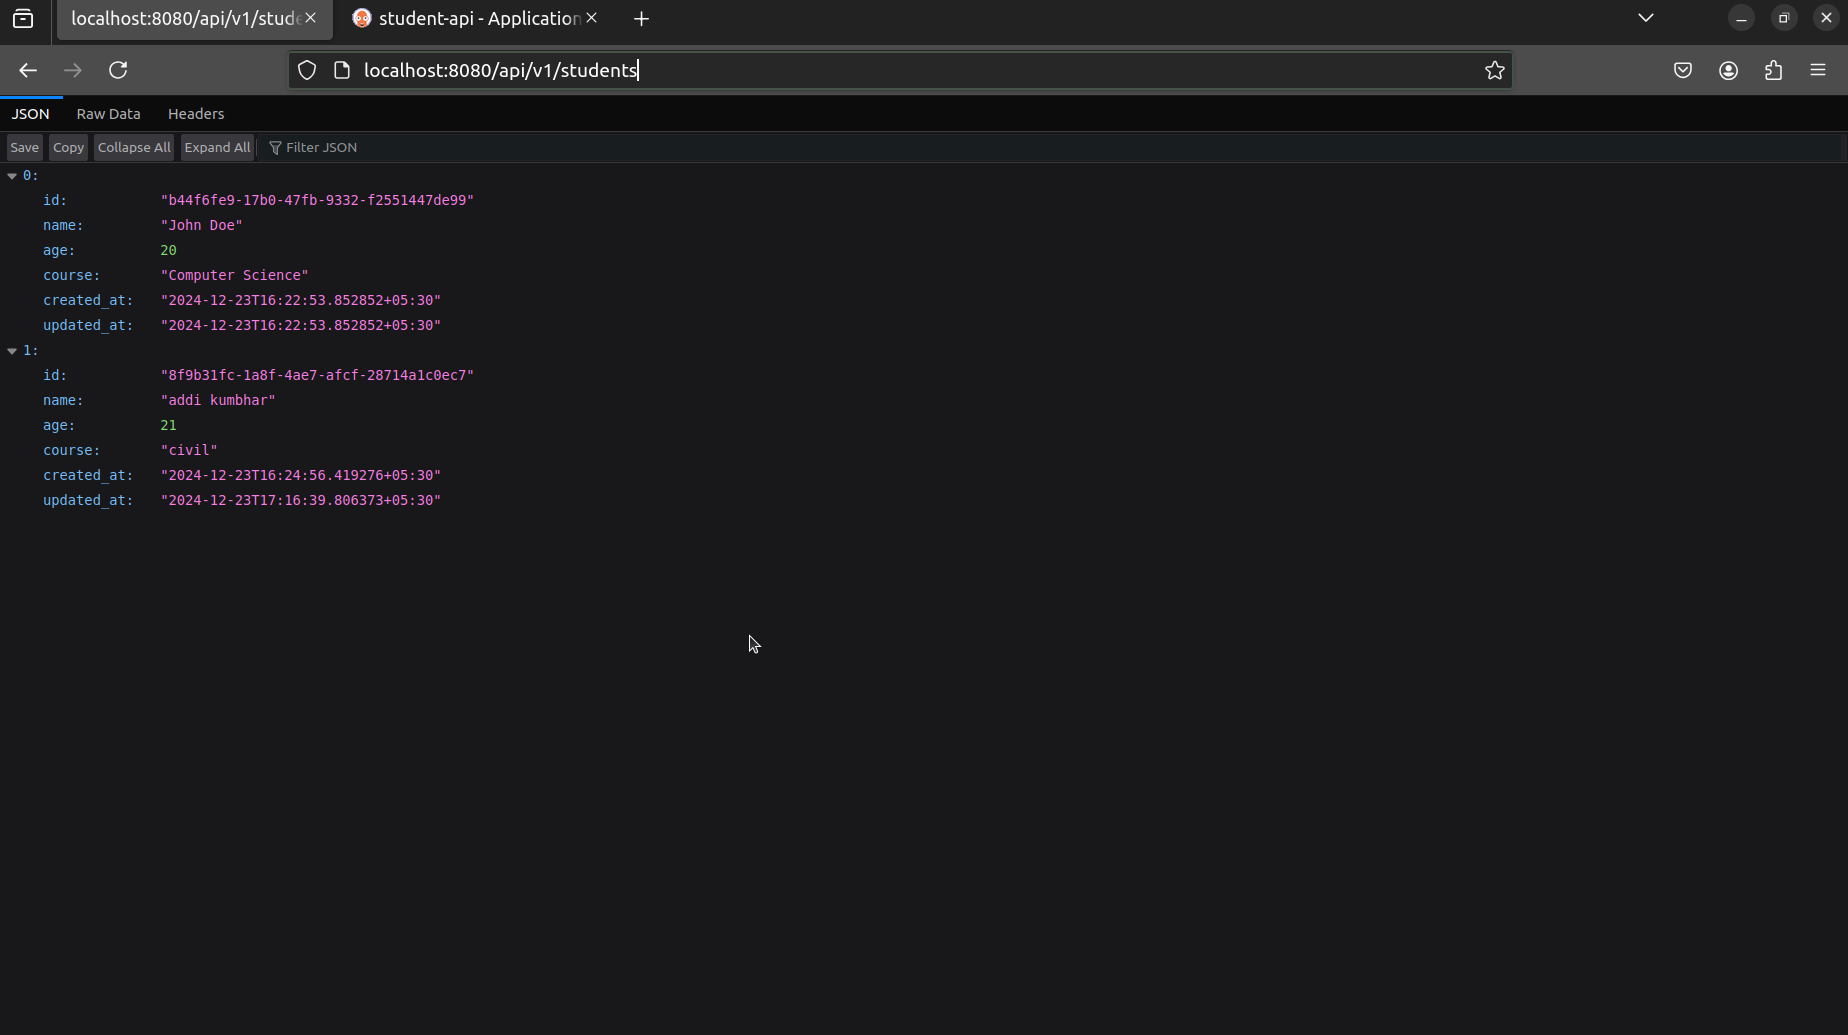 localhost:8080/api/v1/stude
student-api - Application
localhost:8080/api/v1/students
JSON Raw Data Headers
Save Copy Collapse All Expand All Filter JSON
0:
id: "b44f6fe9-17b0-47fb-9332-f2551447de99"
name: "John Doe"
age: 20
course: "Computer Science"
created_at: "2024-12-23T16:22:53.852852+05:30"
updated_at: "2024-12-23T16:22:53.852852+05:30"
1:
id: "8f9b31fc-1a8f-4ae7-afcf-28714a1c0ec7"
name: "addi kumbhar"
age: 21
course: "civil"
created_at: "2024-12-23T16:24:56.419276+05:30"
updated_at: "2024-12-23T17:16:39.806373+05:30"